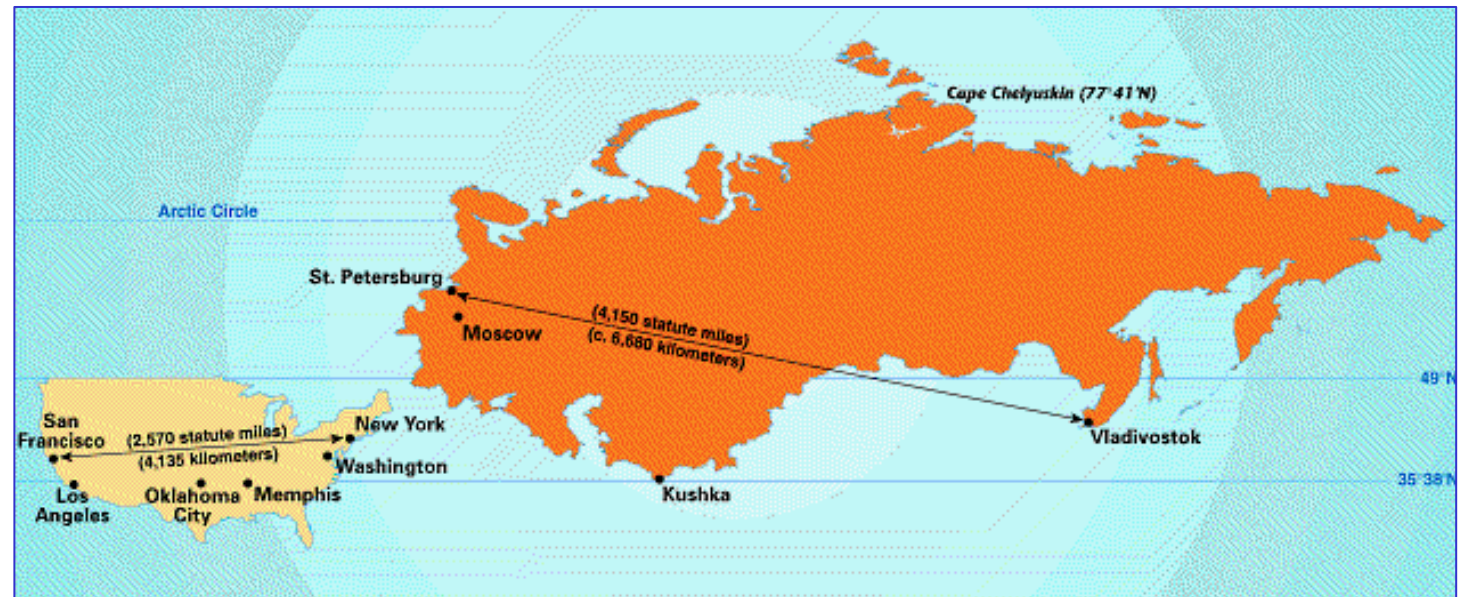 Cape Chelyuskin (77°41'N)
Arctic Circle
St. Petersburg
(4,150 statute miles)
(c. 6,680 kilometers)
Moscow
49°N
San
Francisco
(2,570 statute miles)
(4,135 kilometers)
New York
Washington
Vladivostok
Los
Angeles
Oklahoma
City
Memphis
Kushka
35°38'N